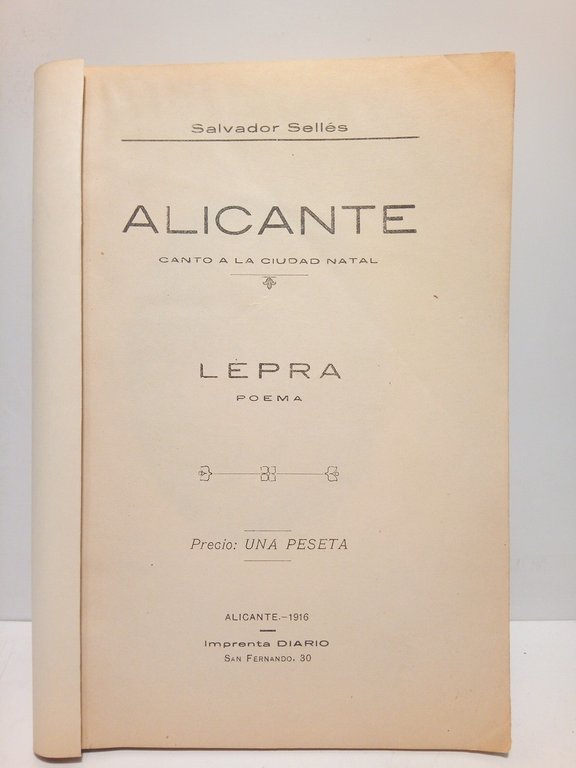 Salvador Sellés
ALICANTE
CANTO A LA CIUDAD NATAL
LEPRA
POEMA
Precio: UNA PESETA
ALICANTE.-1916
Imprenta DIARIO
SAN FERNANDO, 30